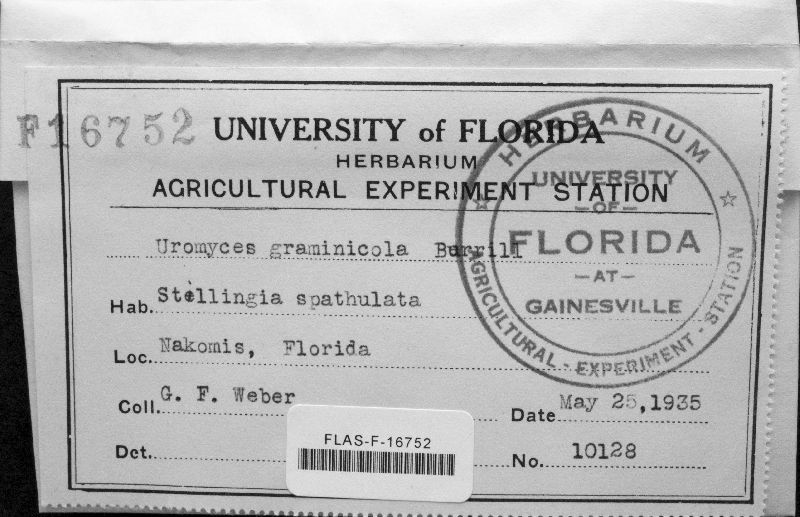 F16752
UNIVERSITY of FLORIDA
HERBARIUM
AGRICULTURAL EXPERIMENT STATION
Uromyces graminicola Burrill
Hab. Stillingia spathulata
Loc. Nakomis, Florida
Coll. G. F. Weber
Date May 25, 1935
Det.
No. 10128
FLAS-F-16752
HERBARIUM
UNIVERSITY
-OF-
FLORIDA
-AT-
GAINESVILLE
AGRICULTURAL - EXPERIMENT - STATION